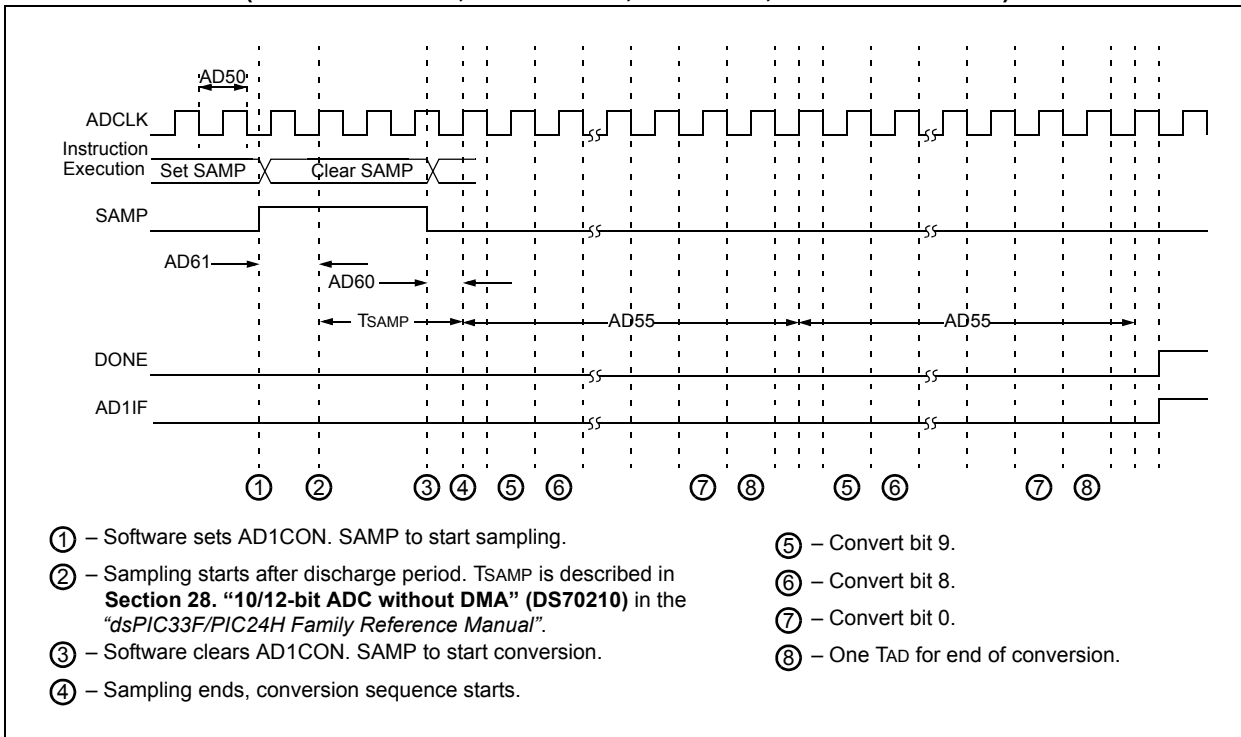 AD50
ADCLK
Instruction
Execution
Set SAMP
Clear SAMP
SAMP
AD61
AD60
TSAMP
AD55
AD55
DONE
AD1IF
1 2 3 4 5 6 7 8 5 6 7 8
1 – Software sets AD1CON. SAMP to start sampling.
2 – Sampling starts after discharge period. TSAMP is described in
Section 28. “10/12-bit ADC without DMA” (DS70210) in the
“dsPIC33F/PIC24H Family Reference Manual”.
3 – Software clears AD1CON. SAMP to start conversion.
4 – Sampling ends, conversion sequence starts.
5 – Convert bit 9.
6 – Convert bit 8.
7 – Convert bit 0.
8 – One TAD for end of conversion.